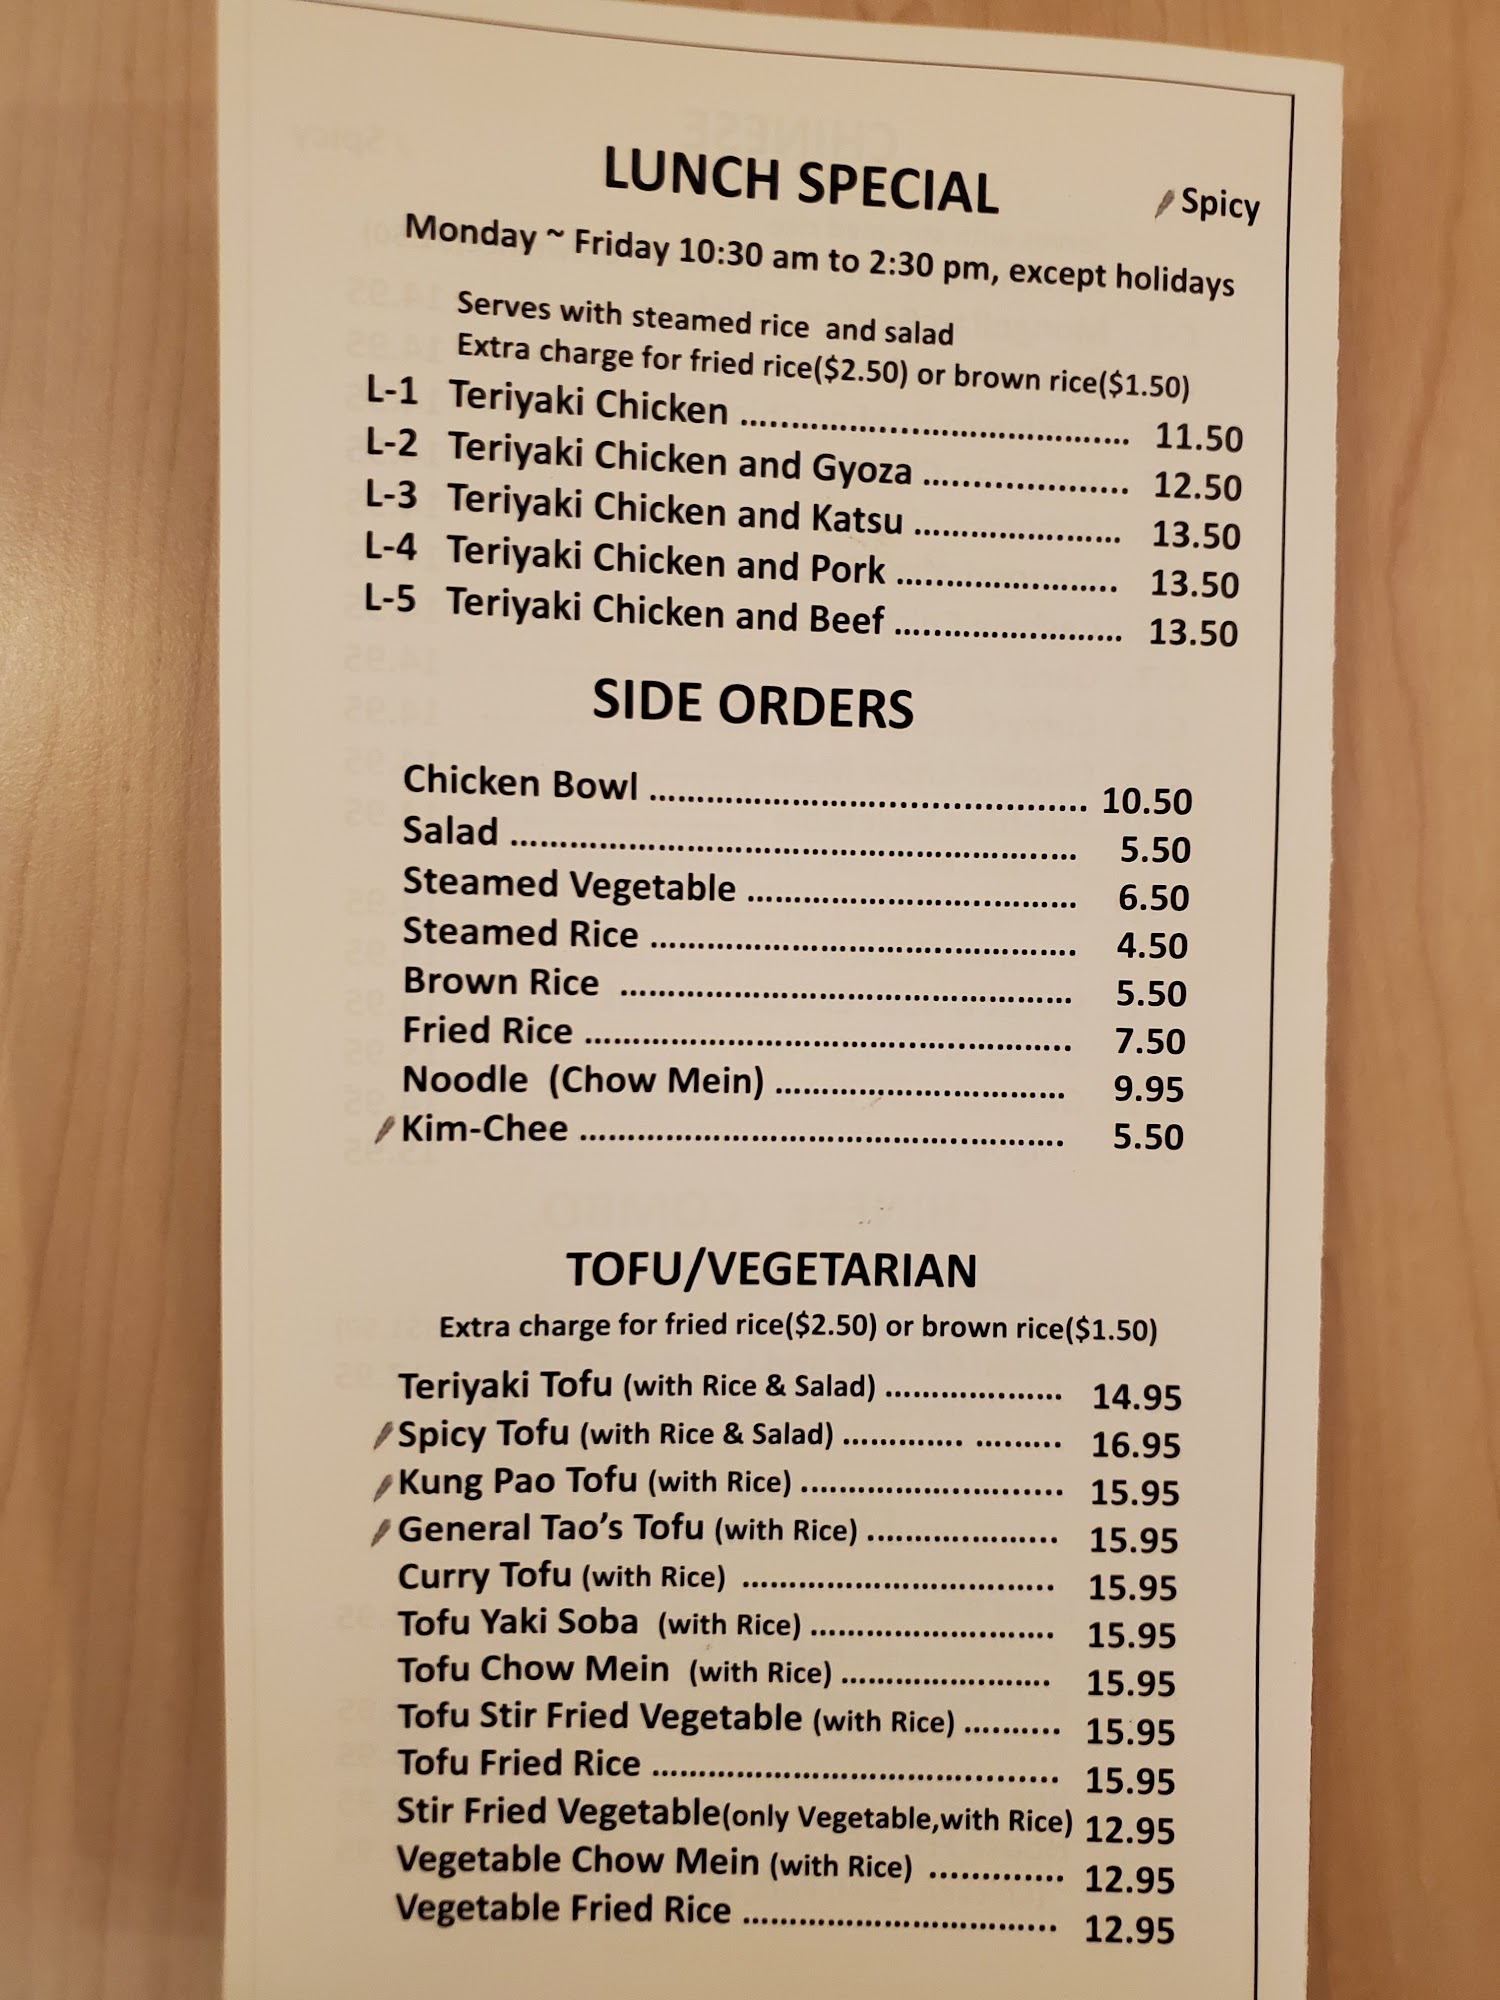 LUNCH SPECIAL
Spicy
Monday ~ Friday 10:30 am to 2:30 pm, except holidays
Serves with steamed rice and salad
Extra charge for fried rice($2.50) or brown rice($1.50)
L-1 Teriyaki Chicken ........................................ 11.50
L-2 Teriyaki Chicken and Gyoza ...................... 12.50
L-3 Teriyaki Chicken and Katsu ...................... 13.50
L-4 Teriyaki Chicken and Pork ........................ 13.50
L-5 Teriyaki Chicken and Beef ........................ 13.50
SIDE ORDERS
Chicken Bowl ............................................... 10.50
Salad ............................................................. 5.50
Steamed Vegetable ................................... 6.50
Steamed Rice .............................................. 4.50
Brown Rice ................................................ 5.50
Fried Rice .................................................... 7.50
Noodle (Chow Mein) ............................... 9.95
Kim-Chee .................................................... 5.50
TOFU/VEGETARIAN
Extra charge for fried rice($2.50) or brown rice($1.50)
Teriyaki Tofu (with Rice & Salad) ................... 14.95
Spicy Tofu (with Rice & Salad) ............. ......... 16.95
Kung Pao Tofu (with Rice) ............................ 15.95
General Tao's Tofu (with Rice) .................... 15.95
Curry Tofu (with Rice) ................................. 15.95
Tofu Yaki Soba (with Rice) .......................... 15.95
Tofu Chow Mein (with Rice) ...................... 15.95
Tofu Stir Fried Vegetable (with Rice) .......... 15.95
Tofu Fried Rice ........................................... 15.95
Stir Fried Vegetable(only Vegetable,with Rice) 12.95
Vegetable Chow Mein (with Rice) ............. 12.95
Vegetable Fried Rice ................................. 12.95